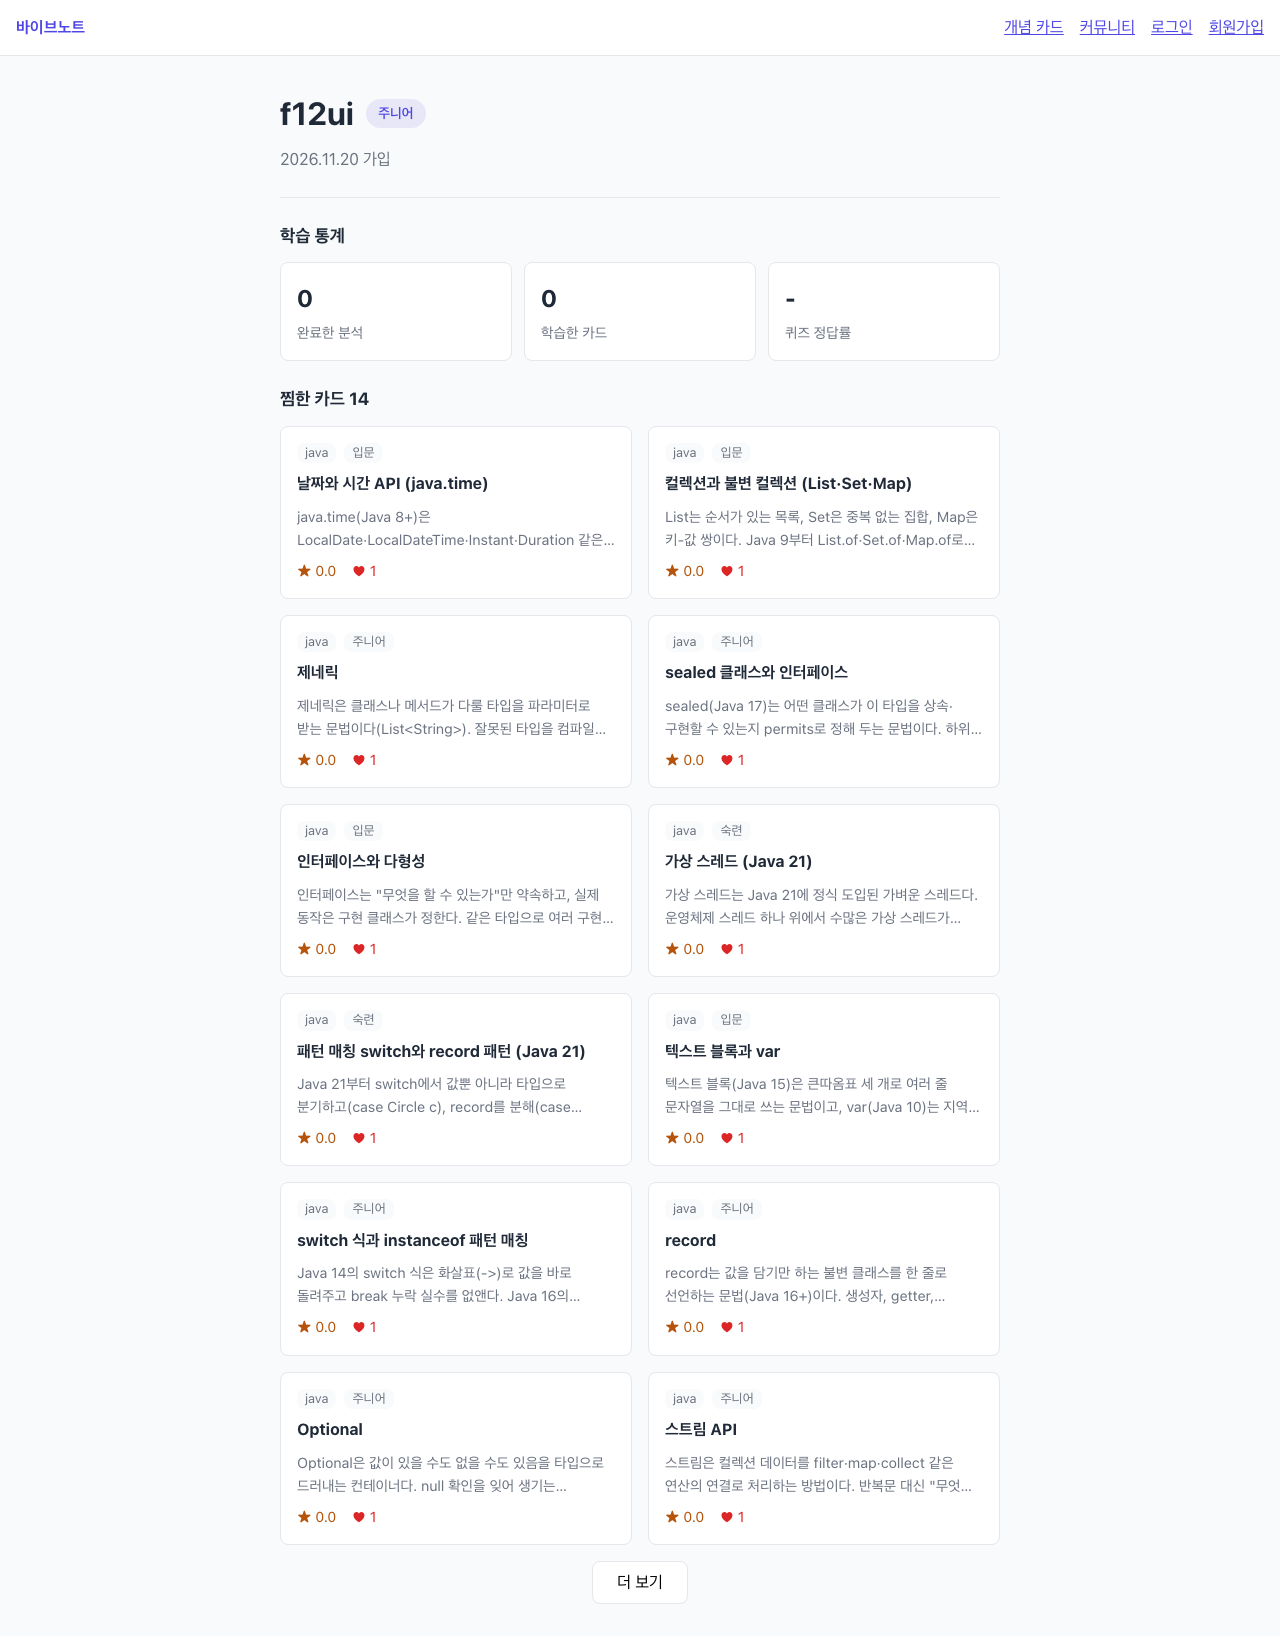 바이브노트
개념 카드 커뮤니티 로그인 회원가입
f12ui 주니어
2026.11.20 가입
학습 통계
0 0 -
완료한 분석 학습한 카드 퀴즈 정답률
찜한 카드 14
java 입문
날짜와 시간 API (java.time)
java.time(Java 8+)은
LocalDate·LocalDateTime·Instant·Duration 같은...
★ 0.0 ♥ 1
java 입문
컬렉션과 불변 컬렉션 (List·Set·Map)
List는 순서가 있는 목록, Set은 중복 없는 집합, Map은
키-값 쌍이다. Java 9부터 List.of·Set.of·Map.of로...
★ 0.0 ♥ 1
java 주니어
제네릭
제네릭은 클래스나 메서드가 다룰 타입을 파라미터로
받는 문법이다(List<String>). 잘못된 타입을 컴파일...
★ 0.0 ♥ 1
java 주니어
sealed 클래스와 인터페이스
sealed(Java 17)는 어떤 클래스가 이 타입을 상속·
구현할 수 있는지 permits로 정해 두는 문법이다. 하위...
★ 0.0 ♥ 1
java 입문
인터페이스와 다형성
인터페이스는 "무엇을 할 수 있는가"만 약속하고, 실제
동작은 구현 클래스가 정한다. 같은 타입으로 여러 구현...
★ 0.0 ♥ 1
java 숙련
가상 스레드 (Java 21)
가상 스레드는 Java 21에 정식 도입된 가벼운 스레드다.
운영체제 스레드 하나 위에서 수많은 가상 스레드가...
★ 0.0 ♥ 1
java 숙련
패턴 매칭 switch와 record 패턴 (Java 21)
Java 21부터 switch에서 값뿐 아니라 타입으로
분기하고(case Circle c), record를 분해(case...
★ 0.0 ♥ 1
java 입문
텍스트 블록과 var
텍스트 블록(Java 15)은 큰따옴표 세 개로 여러 줄
문자열을 그대로 쓰는 문법이고, var(Java 10)는 지역...
★ 0.0 ♥ 1
java 주니어
switch 식과 instanceof 패턴 매칭
Java 14의 switch 식은 화살표(->)로 값을 바로
돌려주고 break 누락 실수를 없앤다. Java 16의...
★ 0.0 ♥ 1
java 주니어
record
record는 값을 담기만 하는 불변 클래스를 한 줄로
선언하는 문법(Java 16+)이다. 생성자, getter,...
★ 0.0 ♥ 1
java 주니어
Optional
Optional은 값이 있을 수도 없을 수도 있음을 타입으로
드러내는 컨테이너다. null 확인을 잊어 생기는...
★ 0.0 ♥ 1
java 주니어
스트림 API
스트림은 컬렉션 데이터를 filter·map·collect 같은
연산의 연결로 처리하는 방법이다. 반복문 대신 "무엇...
★ 0.0 ♥ 1
더 보기